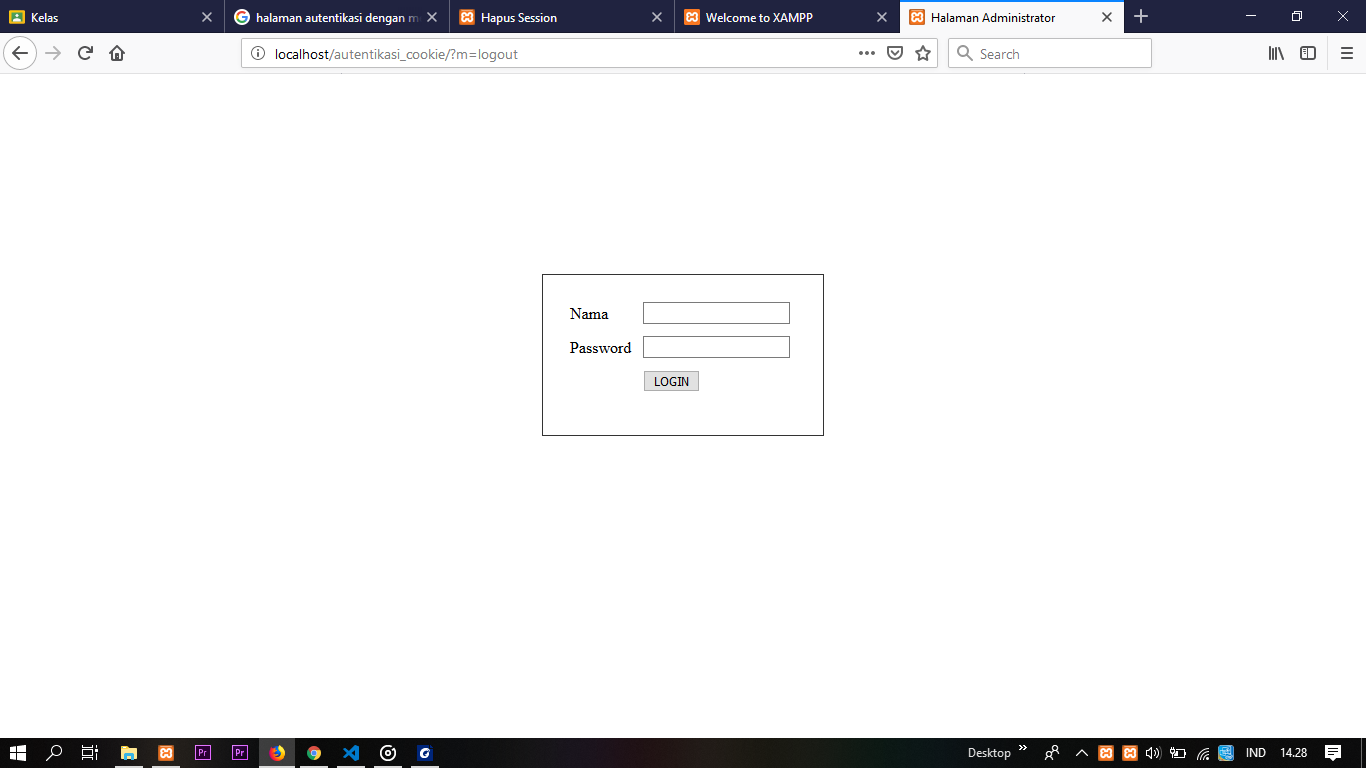 Kelas
halaman autentikasi dengan m
Hapus Session
Welcome to XAMPP
Halaman Administrator
localhost/autentikasi_cookie/?m=logout
Search
Nama
Password
LOGIN
Pr
Pr
Desktop
IND
14.28